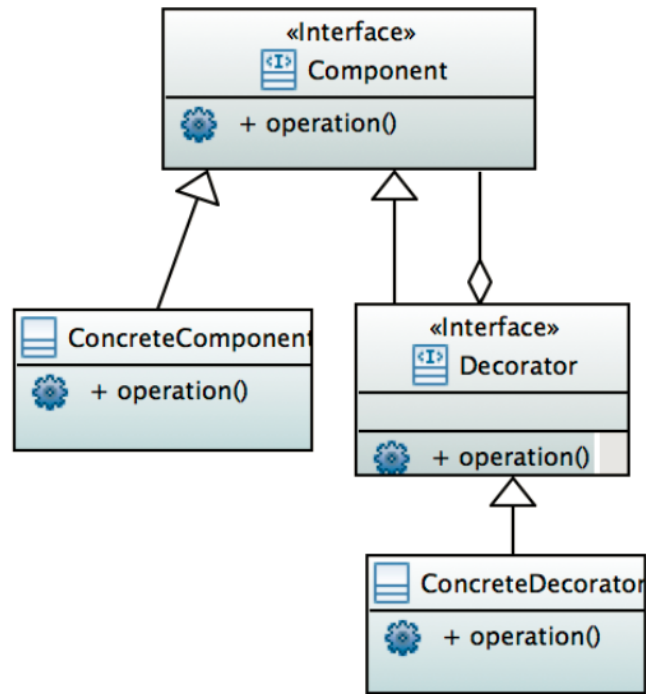 «Interface»
<I> Component
+ operation()
ConcreteComponent
+ operation()
«Interface»
<I> Decorator
+ operation()
ConcreteDecorator
+ operation()